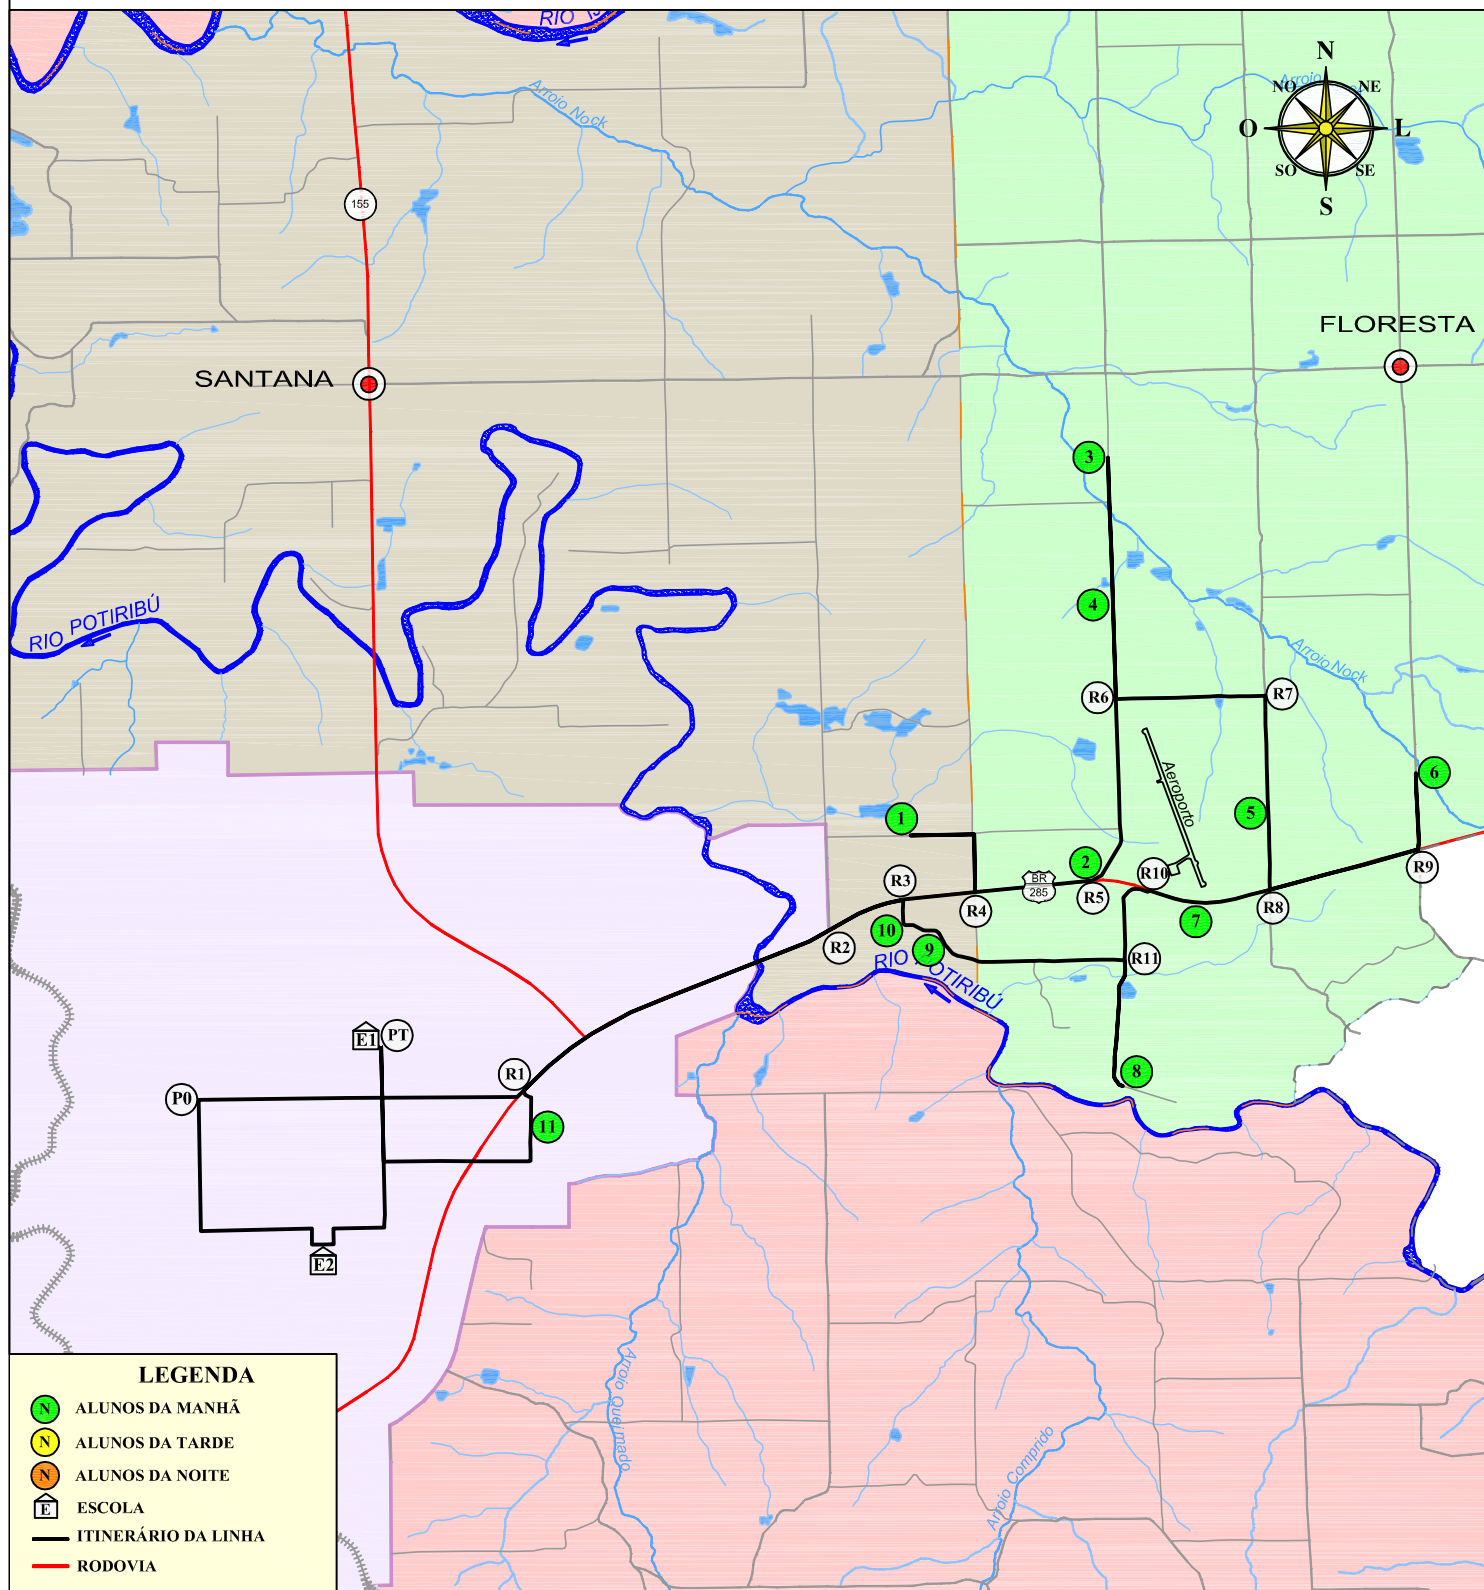 RIO
Arroio Nock
Arroio
N
NO
NE
O
L
SO
SE
S
155
FLORESTA
SANTANA
3
RIO POTIRIBÚ
4
Arroio Nock
R6
R7
Aeroporto
6
5
1
2
R10
R9
R3
BR
285
R5
R4
R8
7
10
9
R2
R11
RIO POTIRIBÚ
8
E1
PT
R1
P0
11
E2
Arroio Queimado
Arroio Comprido
LEGENDA
N ALUNOS DA MANHÃ
N ALUNOS DA TARDE
N ALUNOS DA NOITE
E ESCOLA
ITINERÁRIO DA LINHA
RODOVIA